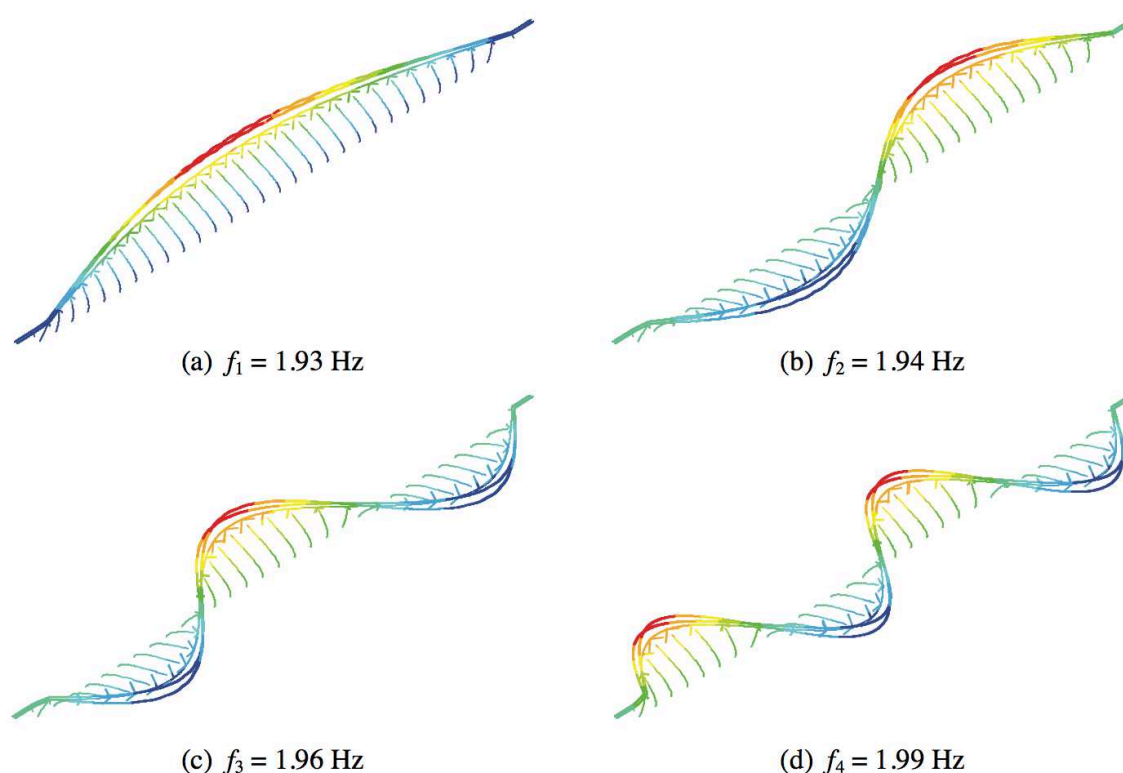 (a) f₁ = 1.93 Hz
(b) f₂ = 1.94 Hz
(c) f₃ = 1.96 Hz
(d) f₄ = 1.99 Hz